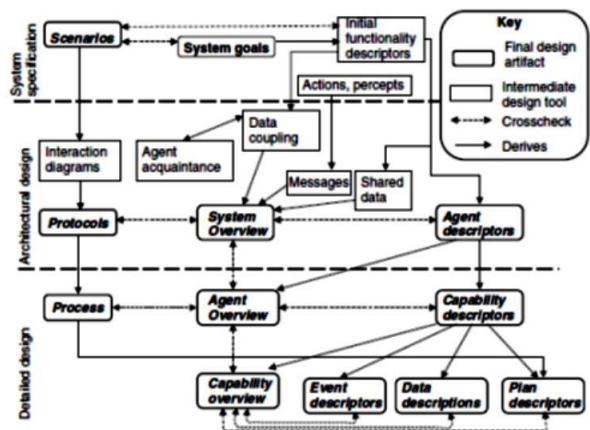 Key
Final design
artifact
Intermediate
design tool
Crosscheck
Derives
System
specification
Scenarios
System goals
Initial
functionality
descriptors
Actions, percepts
Architectural design
Interaction
diagrams
Agent
acquaintance
Data
coupling
Messages
Shared
data
Protocols
System
Overview
Agent
descriptors
Detailed design
Process
Agent
Overview
Capability
descriptors
Capability
overview
Event
descriptors
Data
descriptions
Plan
descriptors